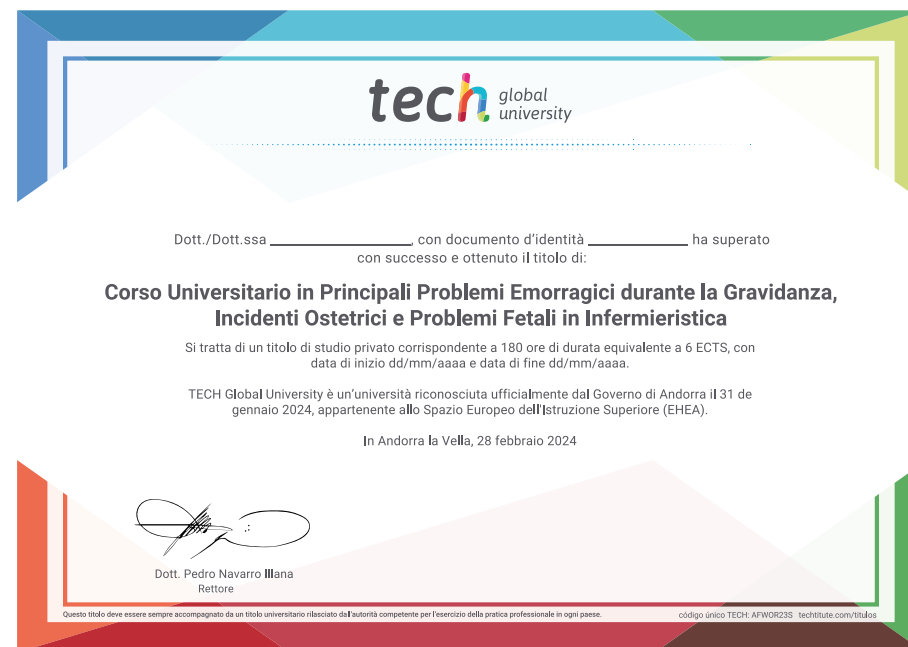 tech global university
Dott./Dott.ssa ____________________, con documento d'identità ______________ ha superato
con successo e ottenuto il titolo di:
Corso Universitario in Principali Problemi Emorragici durante la Gravidanza,
Incidenti Ostetrici e Problemi Fetali in Infermieristica
Si tratta di un titolo di studio privato corrispondente a 180 ore di durata equivalente a 6 ECTS, con
data di inizio dd/mm/aaaa e data di fine dd/mm/aaaa.
TECH Global University è un'università riconosciuta ufficialmente dal Governo di Andorra il 31 de
gennaio 2024, appartenente allo Spazio Europeo dell'Istruzione Superiore (EHEA).
In Andorra la Vella, 28 febbraio 2024
Dott. Pedro Navarro Illana
Rettore
Questo titolo deve essere sempre accompagnato da un titolo universitario rilasciato dall'autorità competente per l'esercizio della pratica professionale in ogni paese.
código único TECH: AFWOR23S techtitute.com/titulos